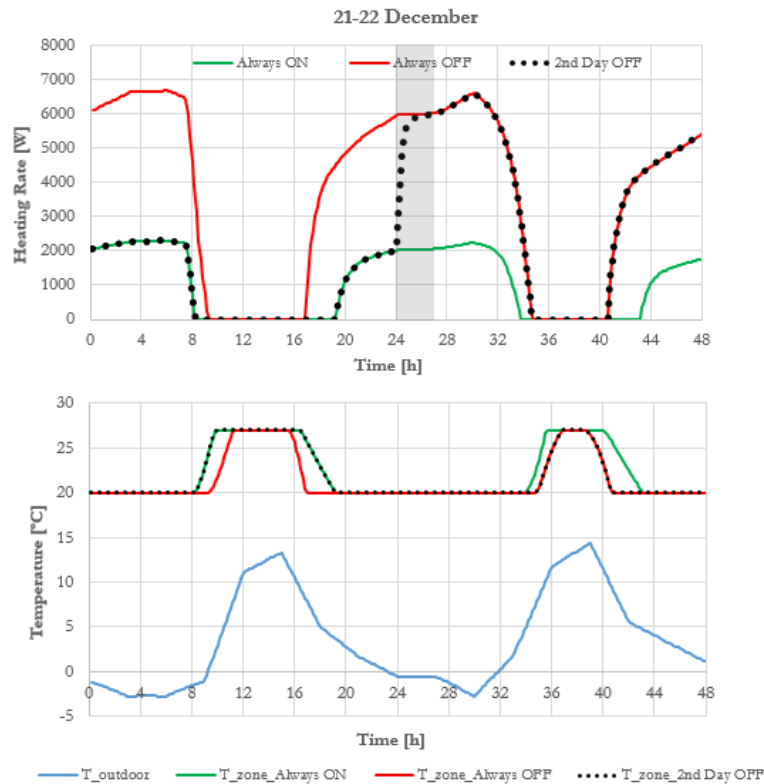 21-22 December
Always ON Always OFF 2nd Day OFF
Heating Rate [W]
8000
7000
6000
5000
4000
3000
2000
1000
0
0 4 8 12 16 20 24 28 32 36 40 44 48
Time [h]
Temperature [°C]
30
25
20
15
10
5
0
-5
0 4 8 12 16 20 24 28 32 36 40 44 48
Time [h]
T_outdoor T_zone_Always ON T_zone_Always OFF T_zone_2nd Day OFF